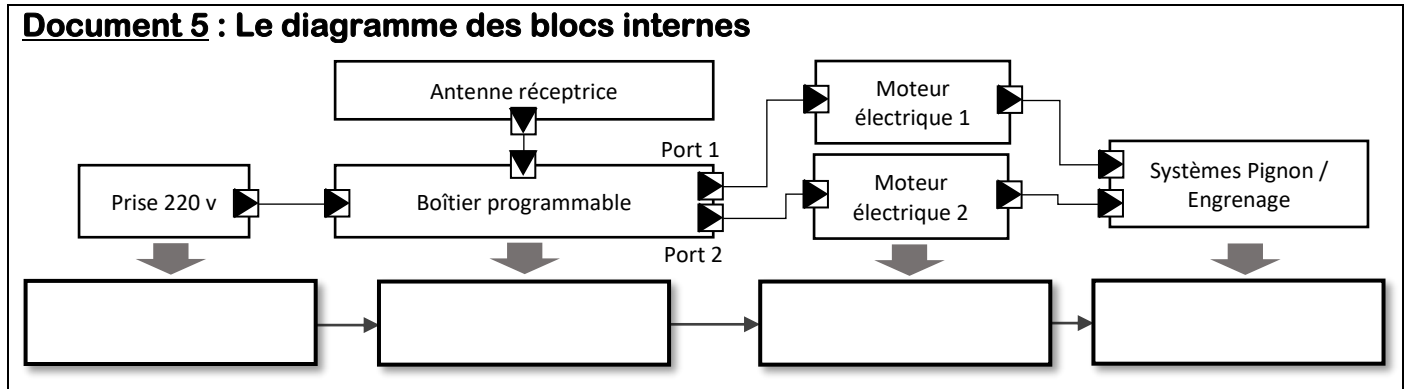 Document 5 : Le diagramme des blocs internes
Antenne réceptrice
Moteur
électrique 1
Port 1
Prise 220 v
Boîtier programmable
Moteur
électrique 2
Systèmes Pignon /
Engrenage
Port 2